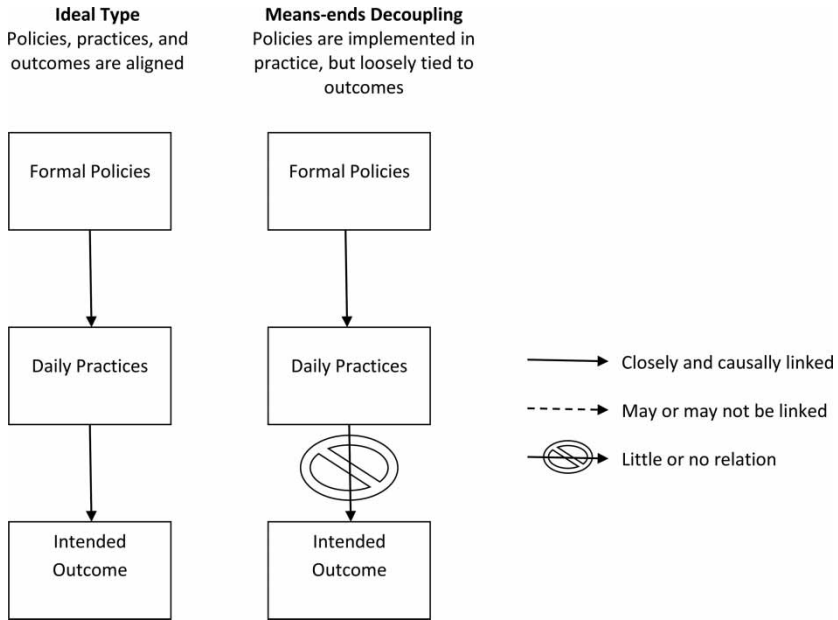 Ideal Type
Policies, practices, and
outcomes are aligned
Means-ends Decoupling
Policies are implemented in
practice, but loosely tied to
outcomes
Formal Policies
Formal Policies
Daily Practices
Daily Practices
Intended
Outcome
Intended
Outcome
Closely and causally linked
May or may not be linked
Little or no relation